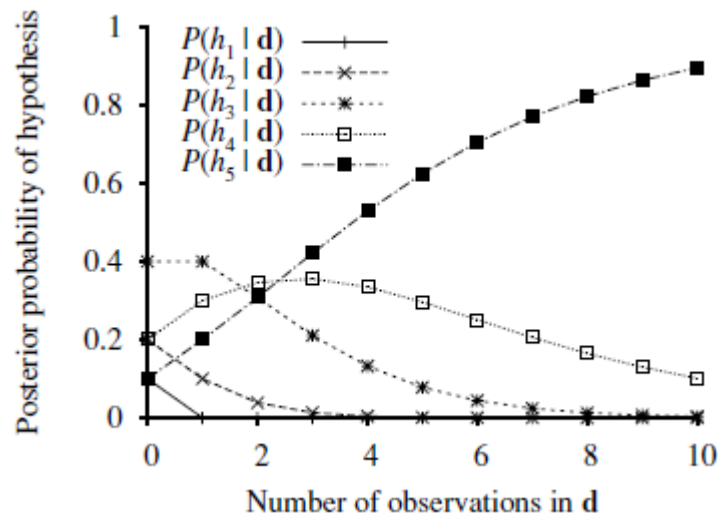 Posterior probability of hypothesis
1
0.8
0.6
0.4
0.2
0
P(h1 | d)
P(h2 | d)
P(h3 | d)
P(h4 | d)
P(h5 | d)
0 2 4 6 8 10
Number of observations in d